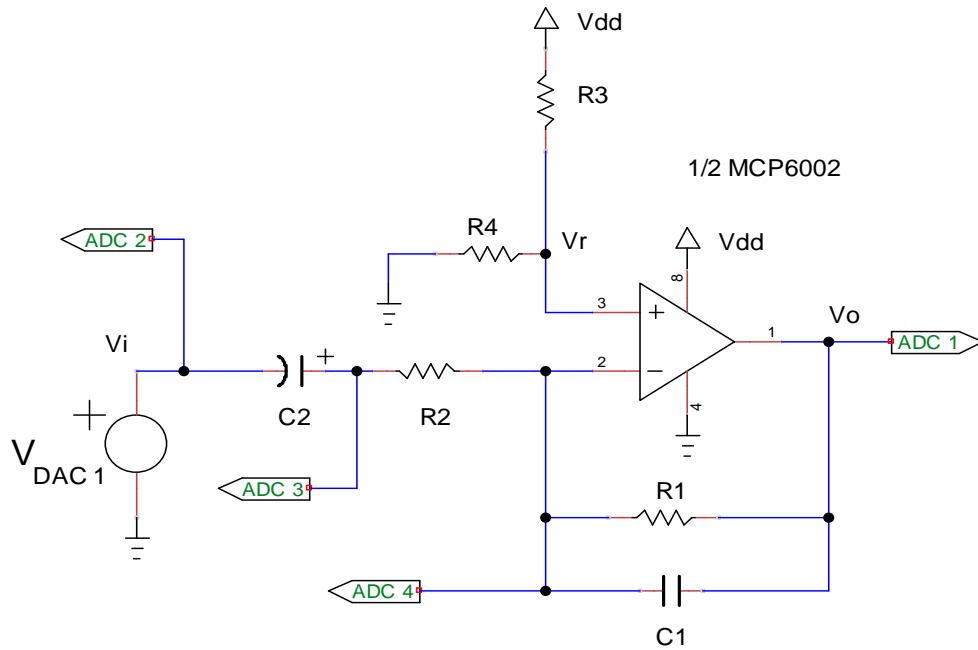 Vdd
R3
1/2 MCP6002
ADC 2
R4
Vr
Vdd
8
3
+
1
Vo
ADC 1
Vi
+
2
−
C2
R2
4
+
V DAC 1
ADC 3
R1
ADC 4
C1